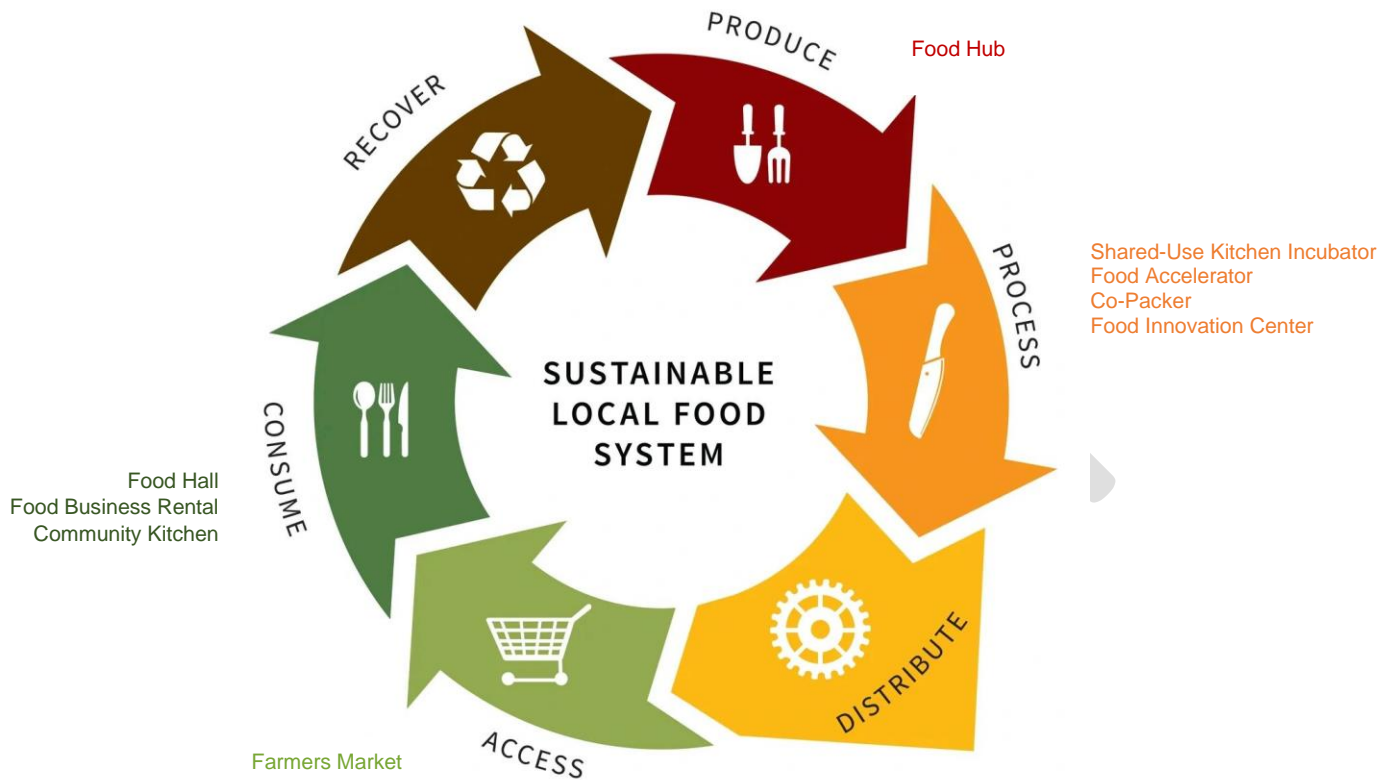 PRODUCE
Food Hub
RECOVER
PROCESS
Shared-Use Kitchen Incubator
Food Accelerator
Co-Packer
Food Innovation Center
SUSTAINABLE
LOCAL FOOD
SYSTEM
CONSUME
Food Hall
Food Business Rental
Community Kitchen
DISTRIBUTE
ACCESS
Farmers Market